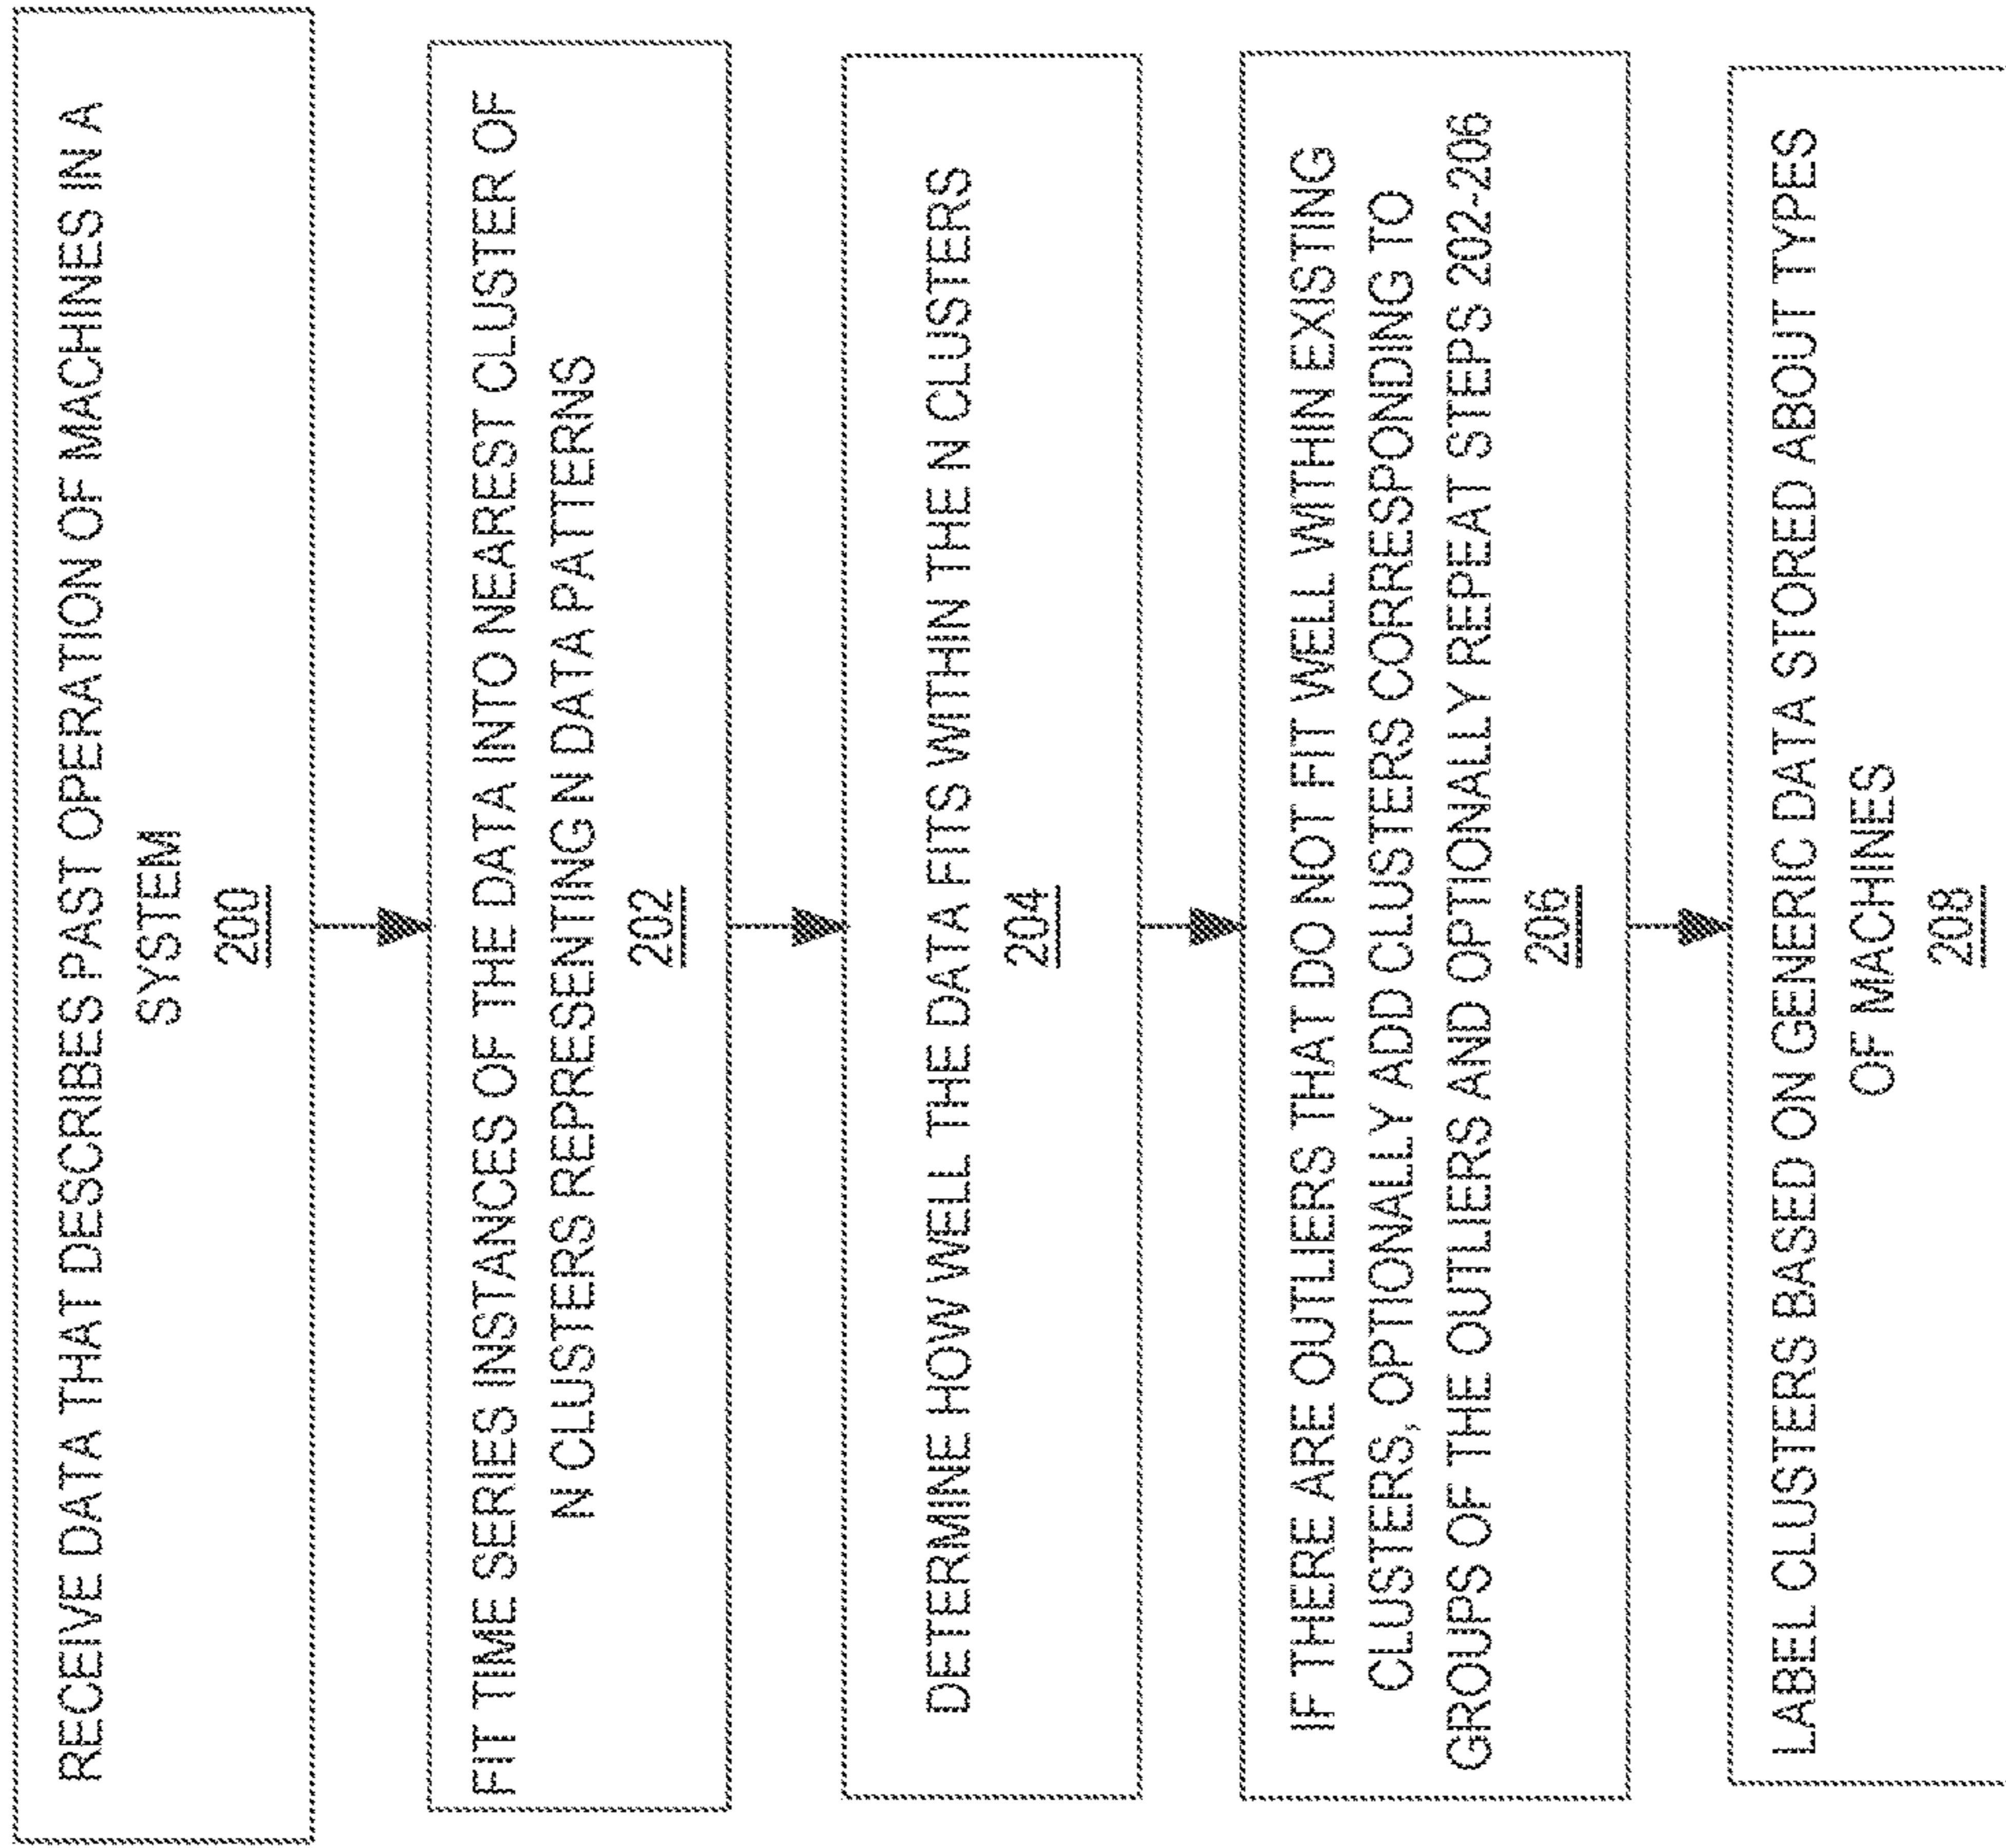 RECEIVE DATA THAT DESCRIBES PAST OPERATION OF MACHINES IN A
SYSTEM
200
FIT TIME SERIES INSTANCES OF THE DATA INTO NEAREST CLUSTER OF
N CLUSTERS REPRESENTING N DATA PATTERNS
202
DETERMINE HOW WELL THE DATA FITS WITHIN THE N CLUSTERS
204
IF THERE ARE OUTLIERS THAT DO NOT FIT WELL WITHIN EXISTING
CLUSTERS, OPTIONALLY ADD CLUSTERS CORRESPONDING TO
GROUPS OF THE OUTLIERS AND OPTIONALLY REPEAT STEPS 202-206
206
LABEL CLUSTERS BASED ON GENERIC DATA STORED ABOUT TYPES
OF MACHINES
208